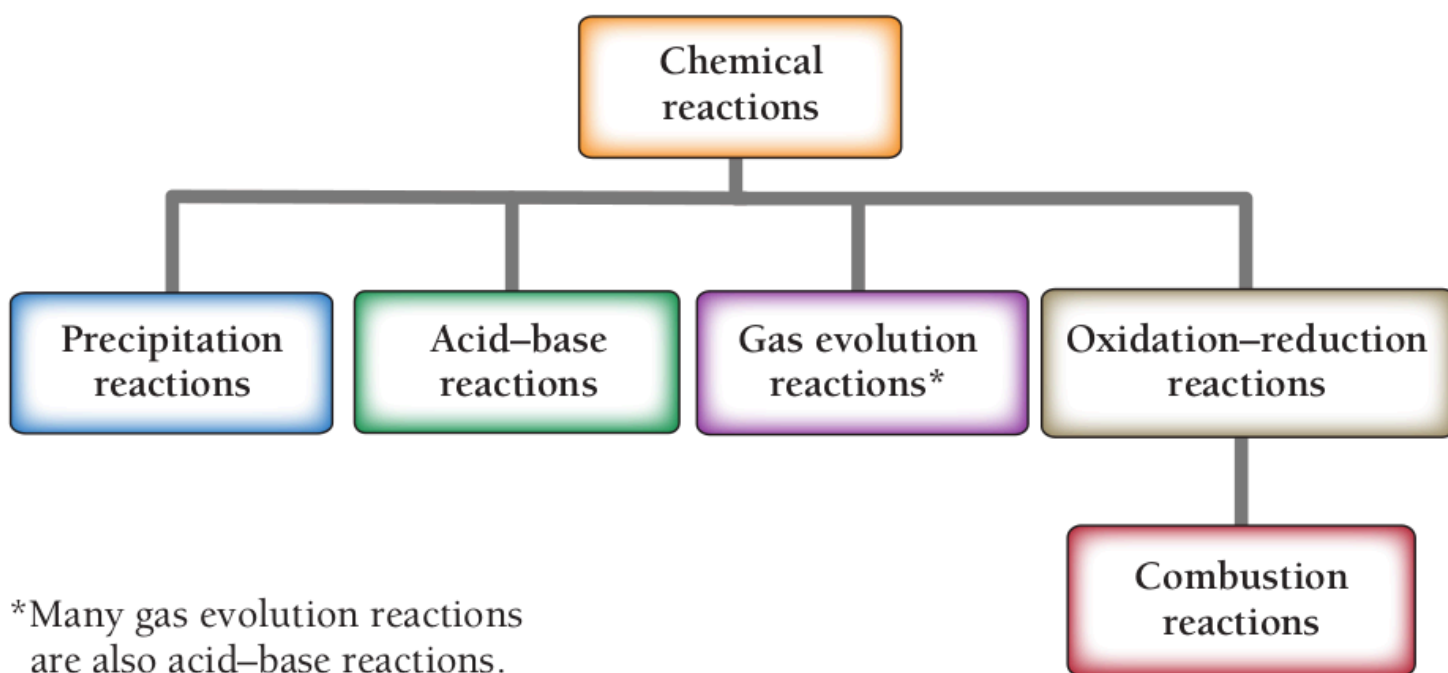 Chemical
reactions
Precipitation
reactions
Acid–base
reactions
Gas evolution
reactions*
Oxidation–reduction
reactions
Combustion
reactions
*Many gas evolution reactions
are also acid–base reactions.